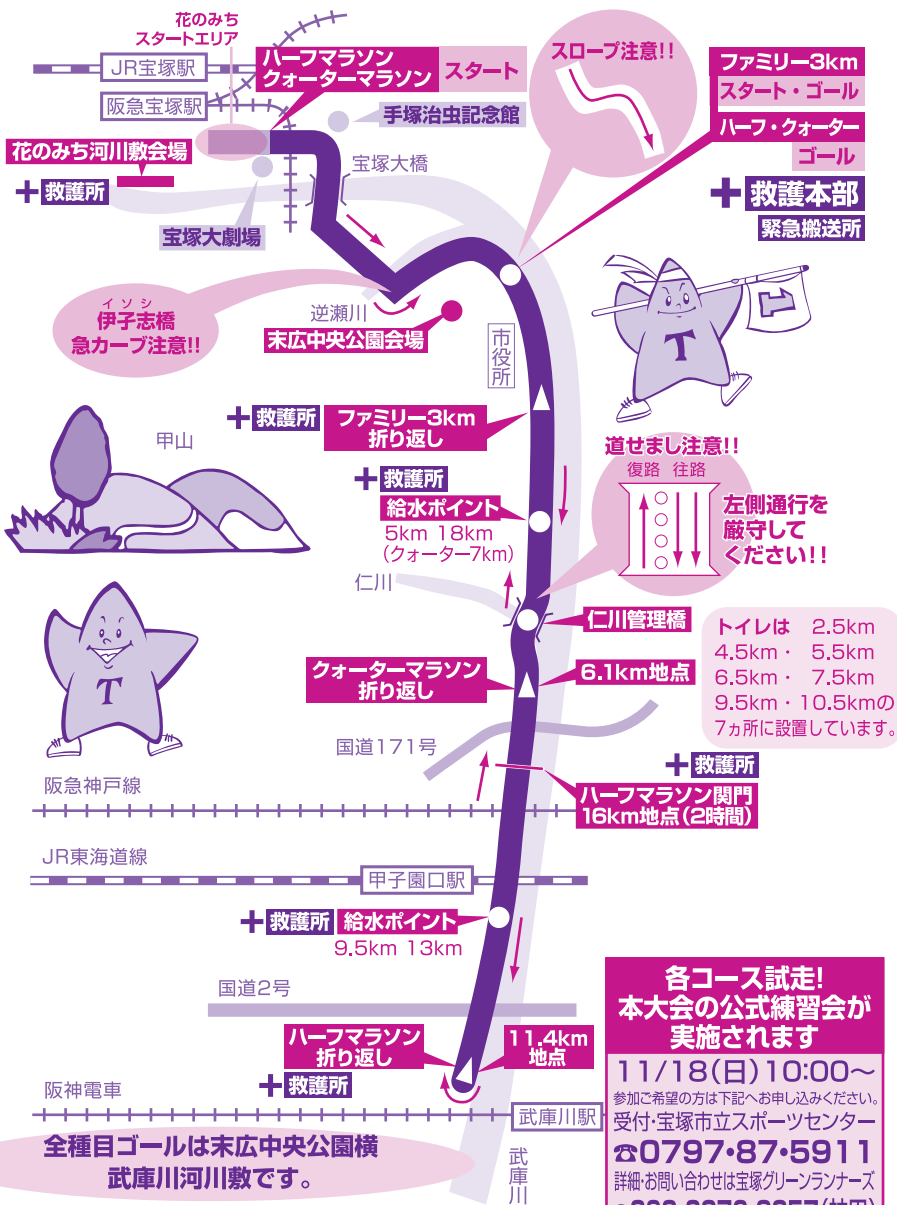 花のみち
スタートエリア
JR宝塚駅
阪急宝塚駅
ハーフマラソン
クォーターマラソン
スタート
手塚治虫記念館
花のみち河川敷会場
救護所
宝塚大橋
宝塚大劇場
スロープ注意!!
ファミリー3km
スタート・ゴール
ハーフ・クォーター
ゴール
救護本部
緊急搬送所
イソシ
伊孑志橋
急カーブ注意!!
逆瀬川
末広中央公園会場
市役所
1
T
救護所
ファミリー3km
折り返し
甲山
救護所
給水ポイント
5km 18km
(クォーター7km)
道せまし注意!!
復路 往路
左側通行を
厳守して
ください!!
仁川
仁川管理橋
T
クォーターマラソン
折り返し
6.1km地点
トイレは 2.5km
4.5km・ 5.5km
6.5km・ 7.5km
9.5km・10.5kmの
7ヵ所に設置しています。
国道171号
救護所
ハーフマラソン関門
16km地点(2時間)
阪急神戸線
JR東海道線
甲子園口駅
救護所
給水ポイント
9.5km 13km
国道2号
ハーフマラソン
折り返し
11.4km
地点
救護所
阪神電車
武庫川駅
武庫川
全種目ゴールは末広中央公園横
武庫川河川敷です。
各コース試走!
本大会の公式練習会が
実施されます
11/18(日)10:00〜
参加ご希望の方は下記へお申し込みください。
受付・宝塚市立スポーツセンター
☎0797・87・5911
詳細・お問い合わせは宝塚グリーンランナーズ